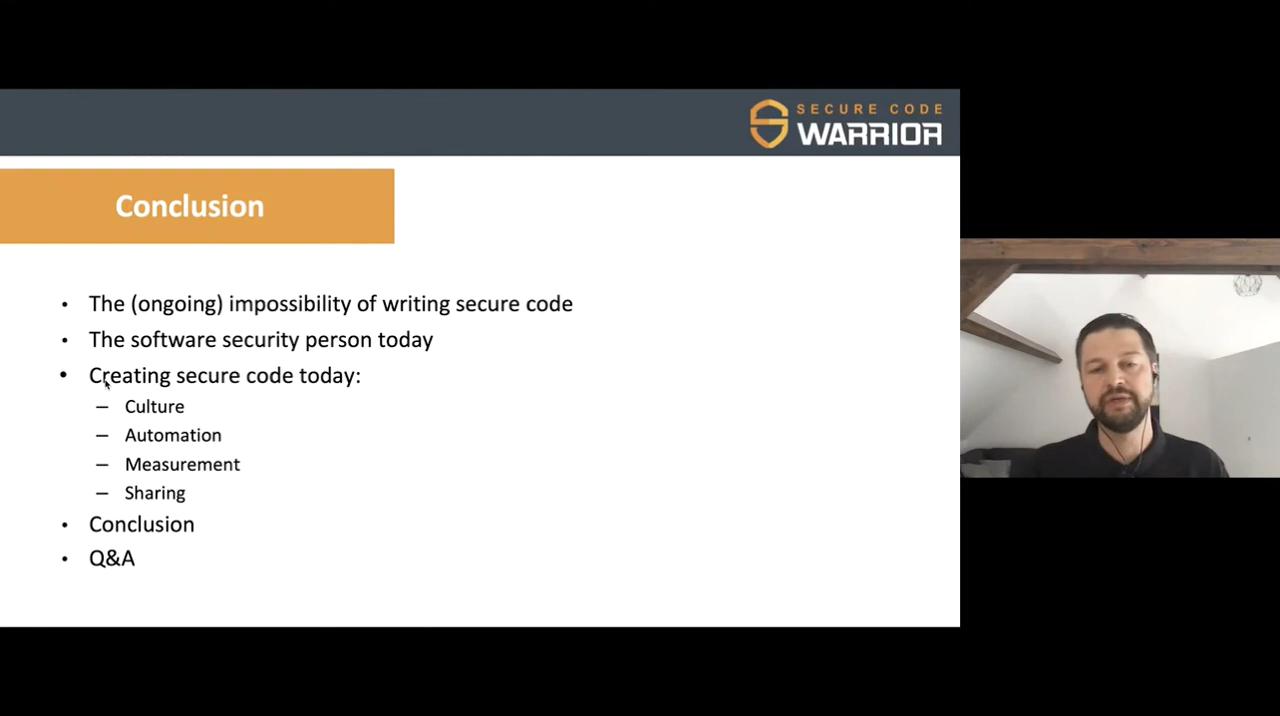 SECURE CODE
WARRIOR
Conclusion
• The (ongoing) impossibility of writing secure code
• The software security person today
• Creating secure code today:
– Culture
– Automation
– Measurement
– Sharing
• Conclusion
• Q&A